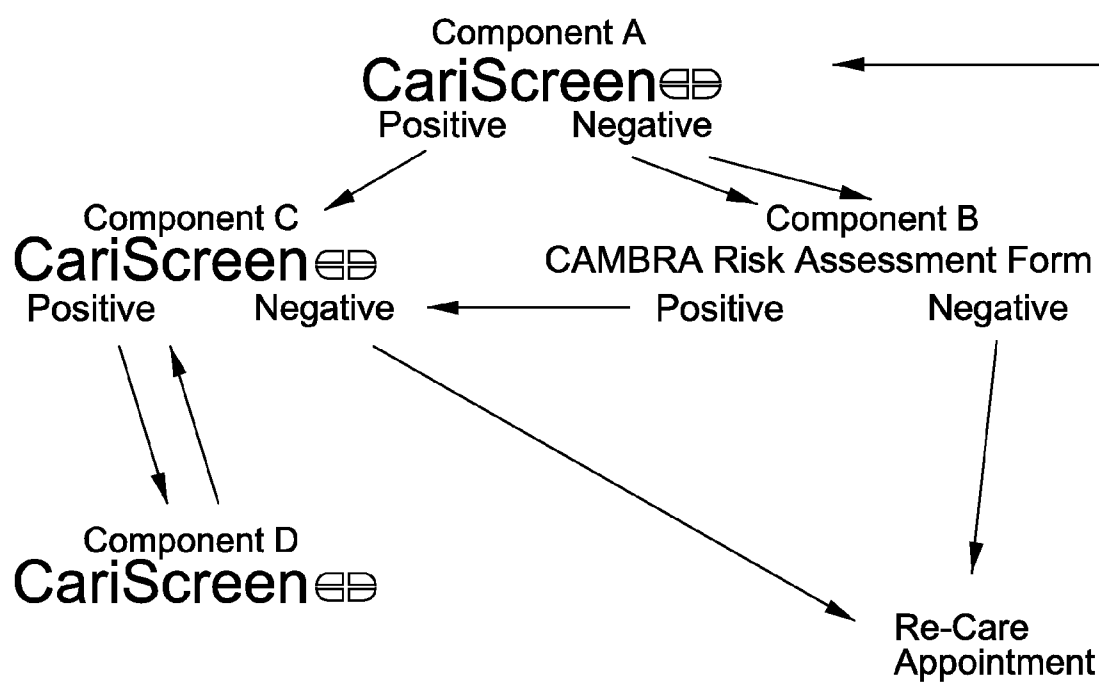 Component A
CariScreen
Positive Negative
Component C
CariScreen
Positive Negative
Component B
CAMBRA Risk Assessment Form
Positive Negative
Component D
CariScreen
Re-Care
Appointment